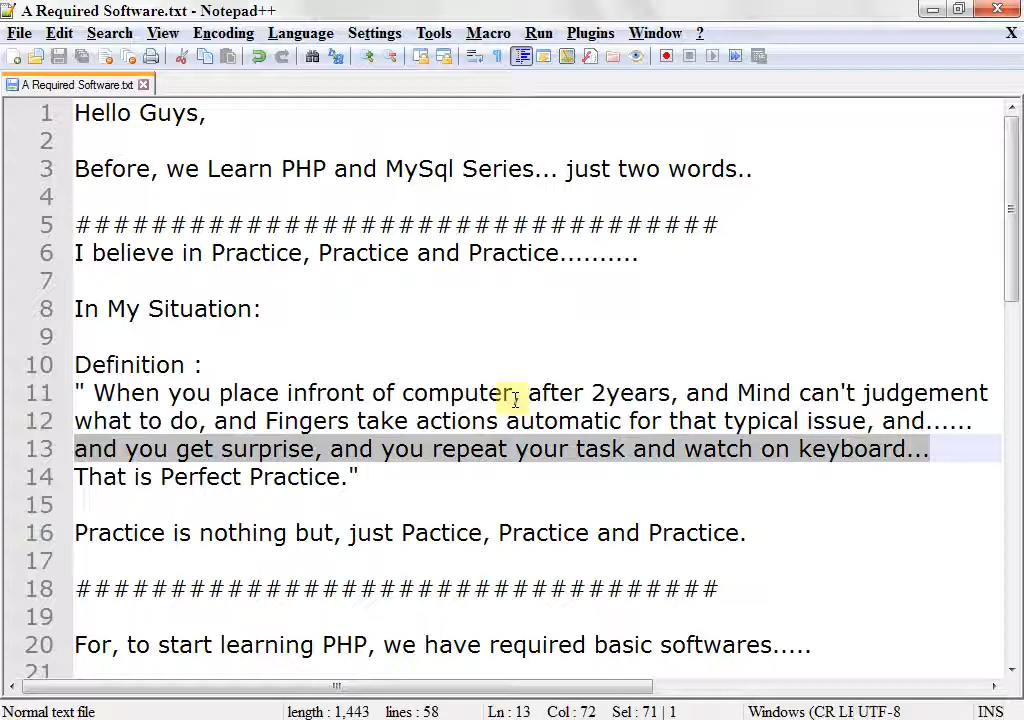 A Required Software.txt - Notepad++
File Edit Search View Encoding Language Settings Tools Macro Run Plugins Window ? X
A Required Software.txt
1 Hello Guys,
2
3 Before, we Learn PHP and MySql Series... just two words..
4
5 ##################################
6 I believe in Practice, Practice and Practice..........
7
8 In My Situation:
9
10 Definition :
11 " When you place infront of computer, after 2years, and Mind can't judgement
12 what to do, and Fingers take actions automatic for that typical issue, and......
13 and you get surprise, and you repeat your task and watch on keyboard...
14 That is Perfect Practice."
15
16 Practice is nothing but, just Pactice, Practice and Practice.
17
18 ##################################
19
20 For, to start learning PHP, we have required basic softwares.....
21
Normal text file length : 1,443 lines : 58 Ln : 13 Col : 72 Sel : 71 | 1 Windows (CR LF UTF-8 INS